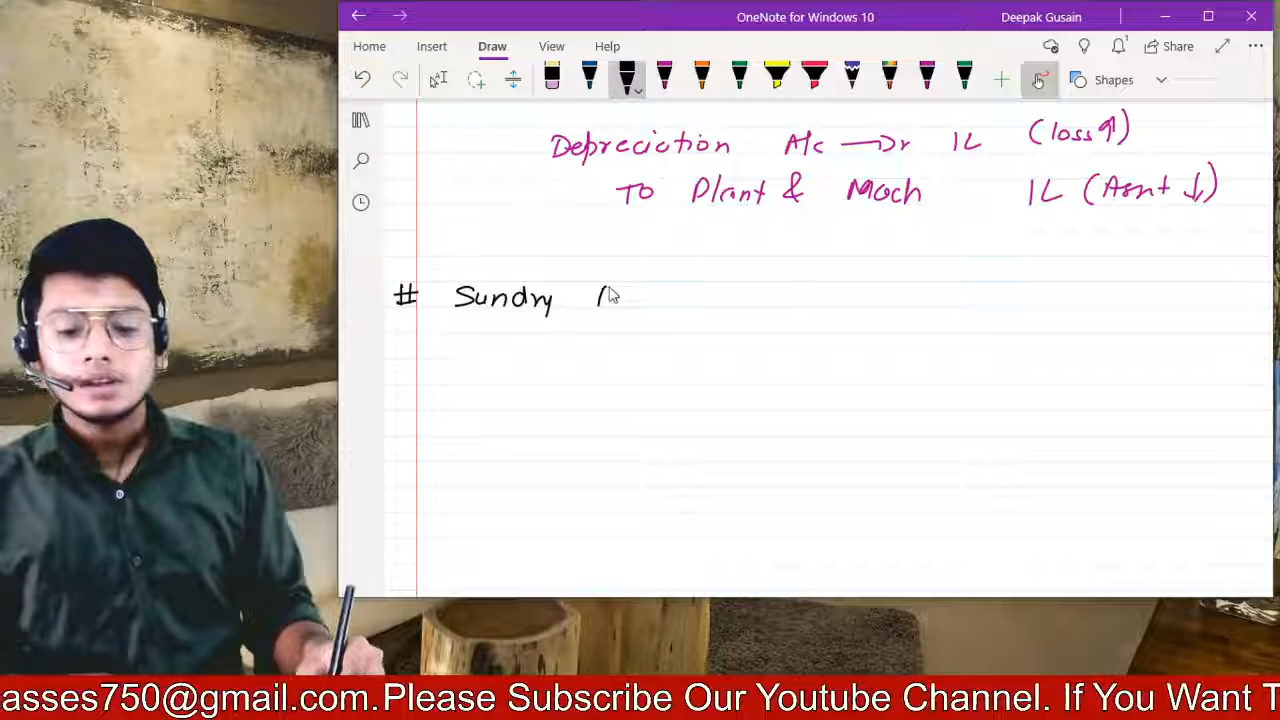 OneNote for Windows 10
Deepak Gusain
Home Insert Draw View Help
Share
Shapes
Depreciction A/c Dr 1L (loss↑)
To Plant & Mach 1L (Asset ↓)
# Sundry
asses750@gmail.com.Please Subscribe Our Youtube Channel. If You Want T